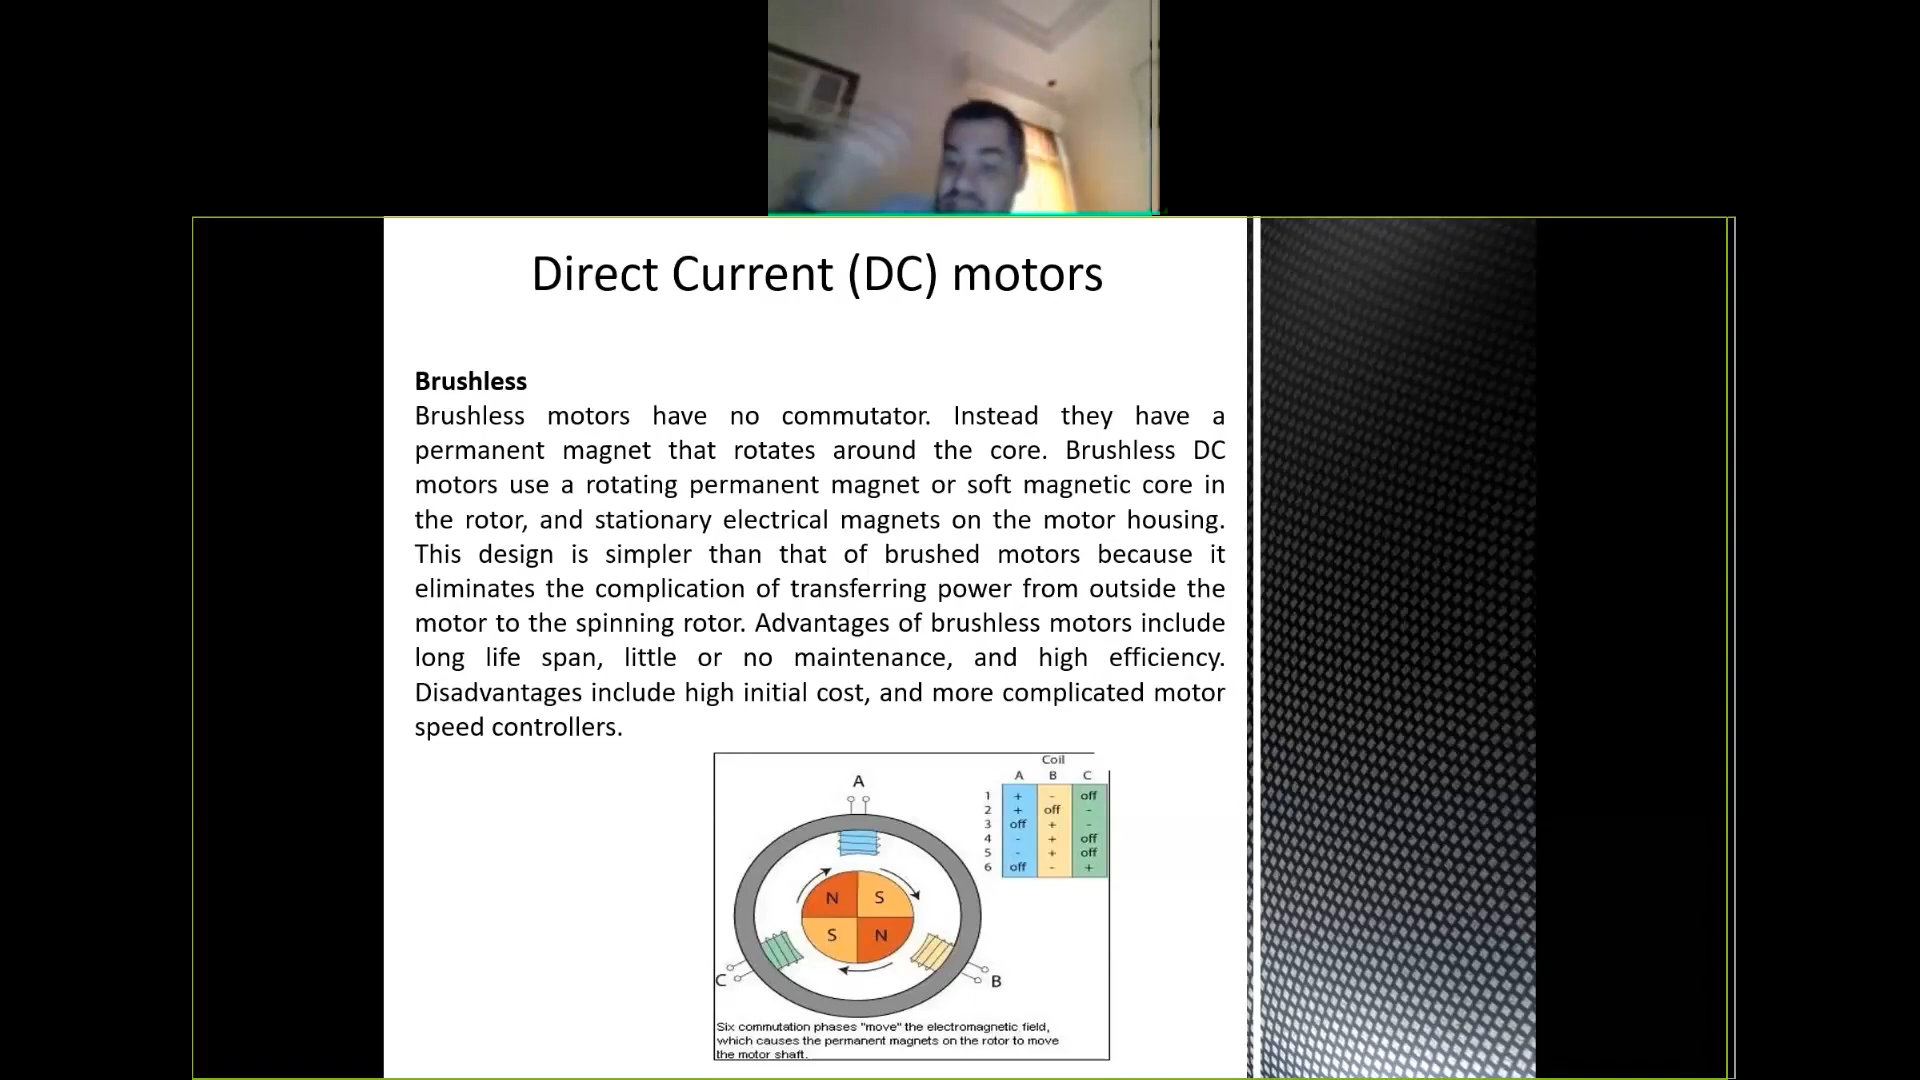 Direct Current (DC) motors
Brushless
Brushless motors have no commutator. Instead they have a
permanent magnet that rotates around the core. Brushless DC
motors use a rotating permanent magnet or soft magnetic core in
the rotor, and stationary electrical magnets on the motor housing.
This design is simpler than that of brushed motors because it
eliminates the complication of transferring power from outside the
motor to the spinning rotor. Advantages of brushless motors include
long life span, little or no maintenance, and high efficiency.
Disadvantages include high initial cost, and more complicated motor
speed controllers.
Coil
A B C
1 + - off
2 + off -
3 off + -
4 - + off
5 - + off
6 off - +
A
N S
S N
C
B
Six commutation phases "move" the electromagnetic field,
which causes the permanent magnets on the rotor to move
the motor shaft.